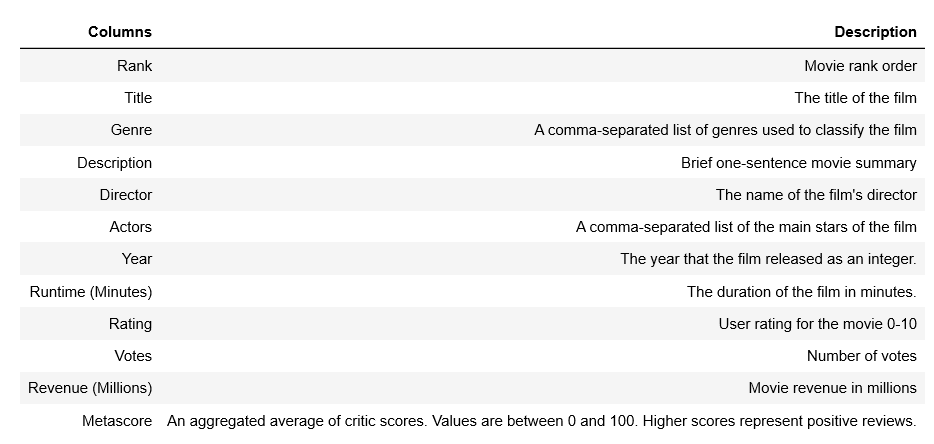 Columns Description
Rank Movie rank order
Title The title of the film
Genre A comma-separated list of genres used to classify the film
Description Brief one-sentence movie summary
Director The name of the film's director
Actors A comma-separated list of the main stars of the film
Year The year that the film released as an integer.
Runtime (Minutes) The duration of the film in minutes.
Rating User rating for the movie 0-10
Votes Number of votes
Revenue (Millions) Movie revenue in millions
Metascore An aggregated average of critic scores. Values are between 0 and 100. Higher scores represent positive reviews.